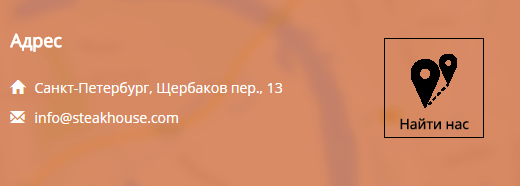 Адрес
Санкт-Петербург, Щербаков пер., 13
info@steakhouse.com
Найти нас